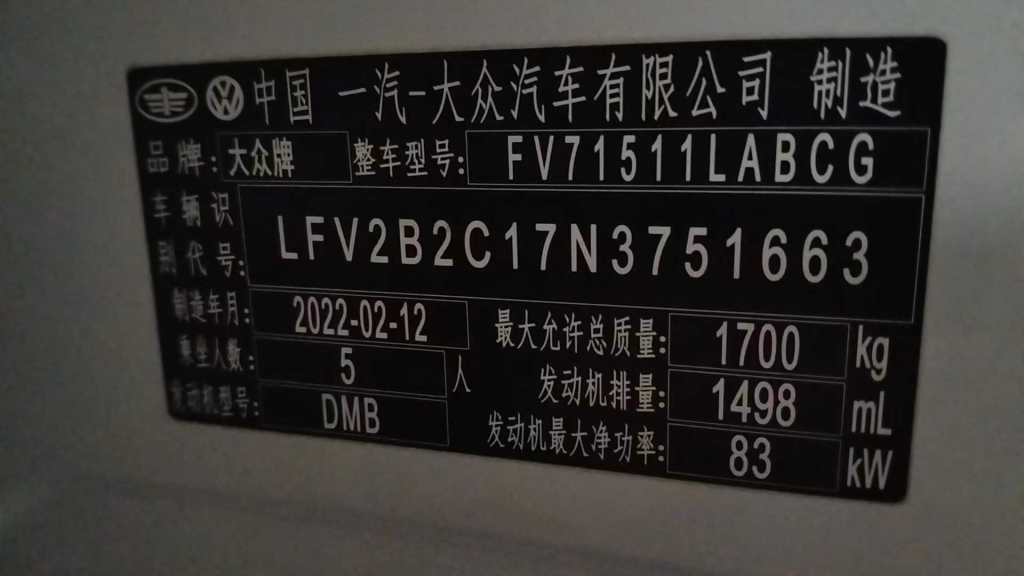 中国 一汽-大众汽车有限公司 制造
品牌: 大众牌 整车型号: FV71511LABCG
车辆识别代号: LFV2B2C17N3751663
制造年月: 2022-02-12 最大允许总质量: 1700 kg
乘坐人数: 5 人 发动机排量: 1498 mL
发动机型号: DMB 发动机最大净功率: 83 kW